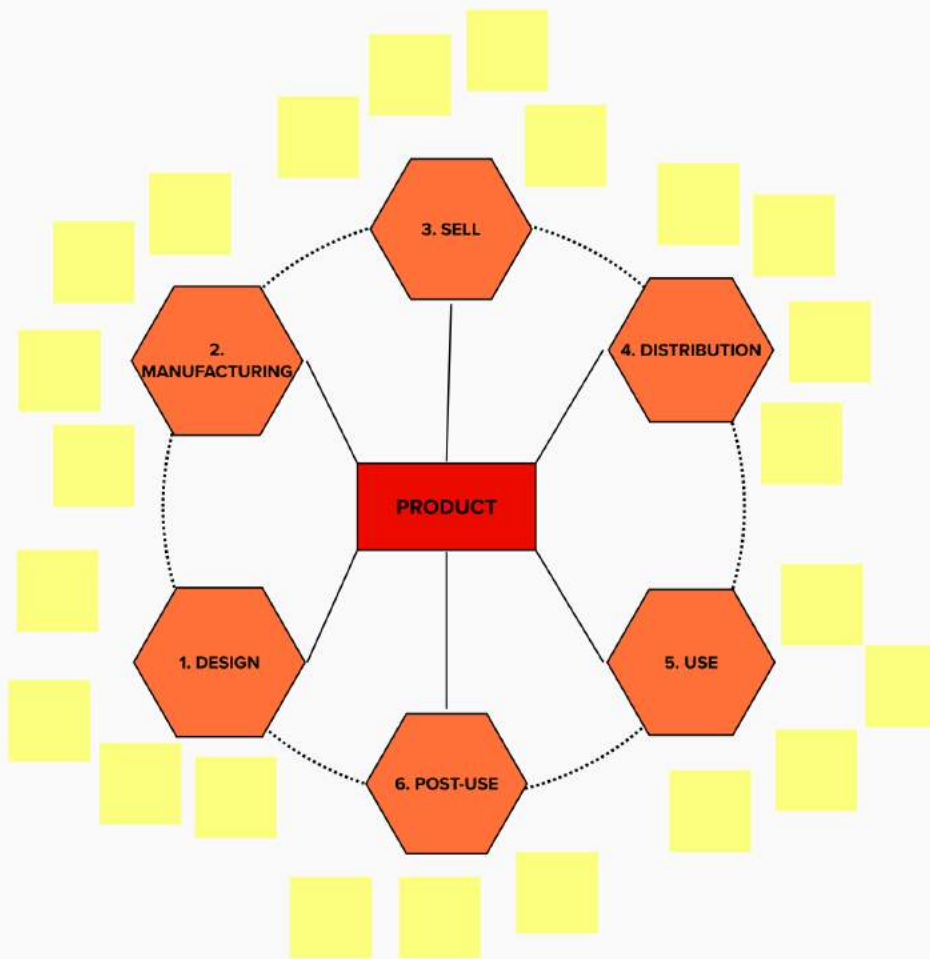 3. SELL
2.
MANUFACTURING
4. DISTRIBUTION
PRODUCT
1. DESIGN
5. USE
6. POST-USE